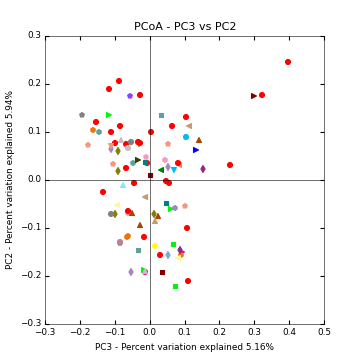 PCoA - PC3 vs PC2
0.3
0.2
0.1
0.0
−0.1
−0.2
−0.3
PC2 - Percent variation explained 5.94%
−0.3 −0.2 −0.1 0.0 0.1 0.2 0.3 0.4 0.5
PC3 - Percent variation explained 5.16%